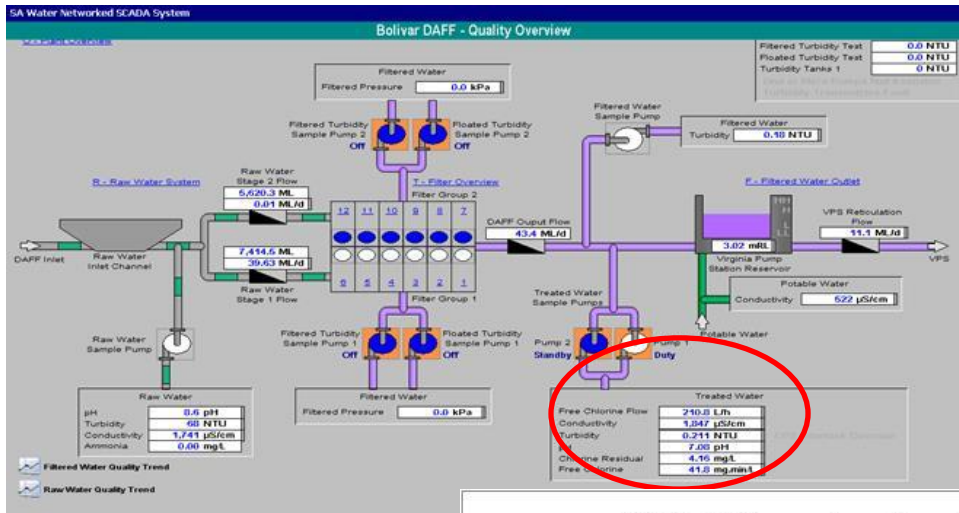 SA Water Networked SCADA System
Bolivar DAFF - Quality Overview
Filtered Turbidity Test 0.0 NTU
Floated Turbidity Test 0.0 NTU
Turbidity Tanks 1 0 NTU
Filtered Water
Filtered Pressure 0.0 kPa
Filtered Turbidity Sample Pump 2
Off
Floated Turbidity Sample Pump 2
Off
Filtered Water Sample Pump
Filtered Water
Turbidity 0.18 NTU
R - Raw Water System
Raw Water Stage 2 Flow
5,620.3 ML
0.01 ML/d
T - Filter Overview
Filter Group 2
12 11 10 9 8 7
6 5 4 3 2 1
Filter Group 1
DAFF Ouput Flow
43.4 ML/d
F - Filtered Water Outlet
HH
H
L
LL
3.02 mRL
Virginia Pump Station Reservoir
VPS Reticulation Flow
11.1 ML/d
VPS
DAFF Inlet
Raw Water Inlet Channel
7,414.5 ML
39.63 ML/d
Raw Water Stage 1 Flow
Potable Water
Conductivity 622 µS/cm
Potable Water
Raw Water Sample Pump
Filtered Turbidity Sample Pump 1
Off
Floated Turbidity Sample Pump 1
Off
Treated Water Sample Pumps
Pump 2
Standby
Pump 1
Duty
Raw Water
pH 8.6 pH
Turbidity 68 NTU
Conductivity 1,741 µS/cm
Ammonia 0.00 mg/L
Filtered Water
Filtered Pressure 0.0 kPa
Treated Water
Free Chlorine Flow 210.8 L/h
Conductivity 1,847 µS/cm
Turbidity 0.211 NTU
pH 7.08 pH
Chlorine Residual 4.16 mg/L
Free Chlorine 41.8 mg.min/L
Filtered Water Quality Trend
Raw Water Quality Trend